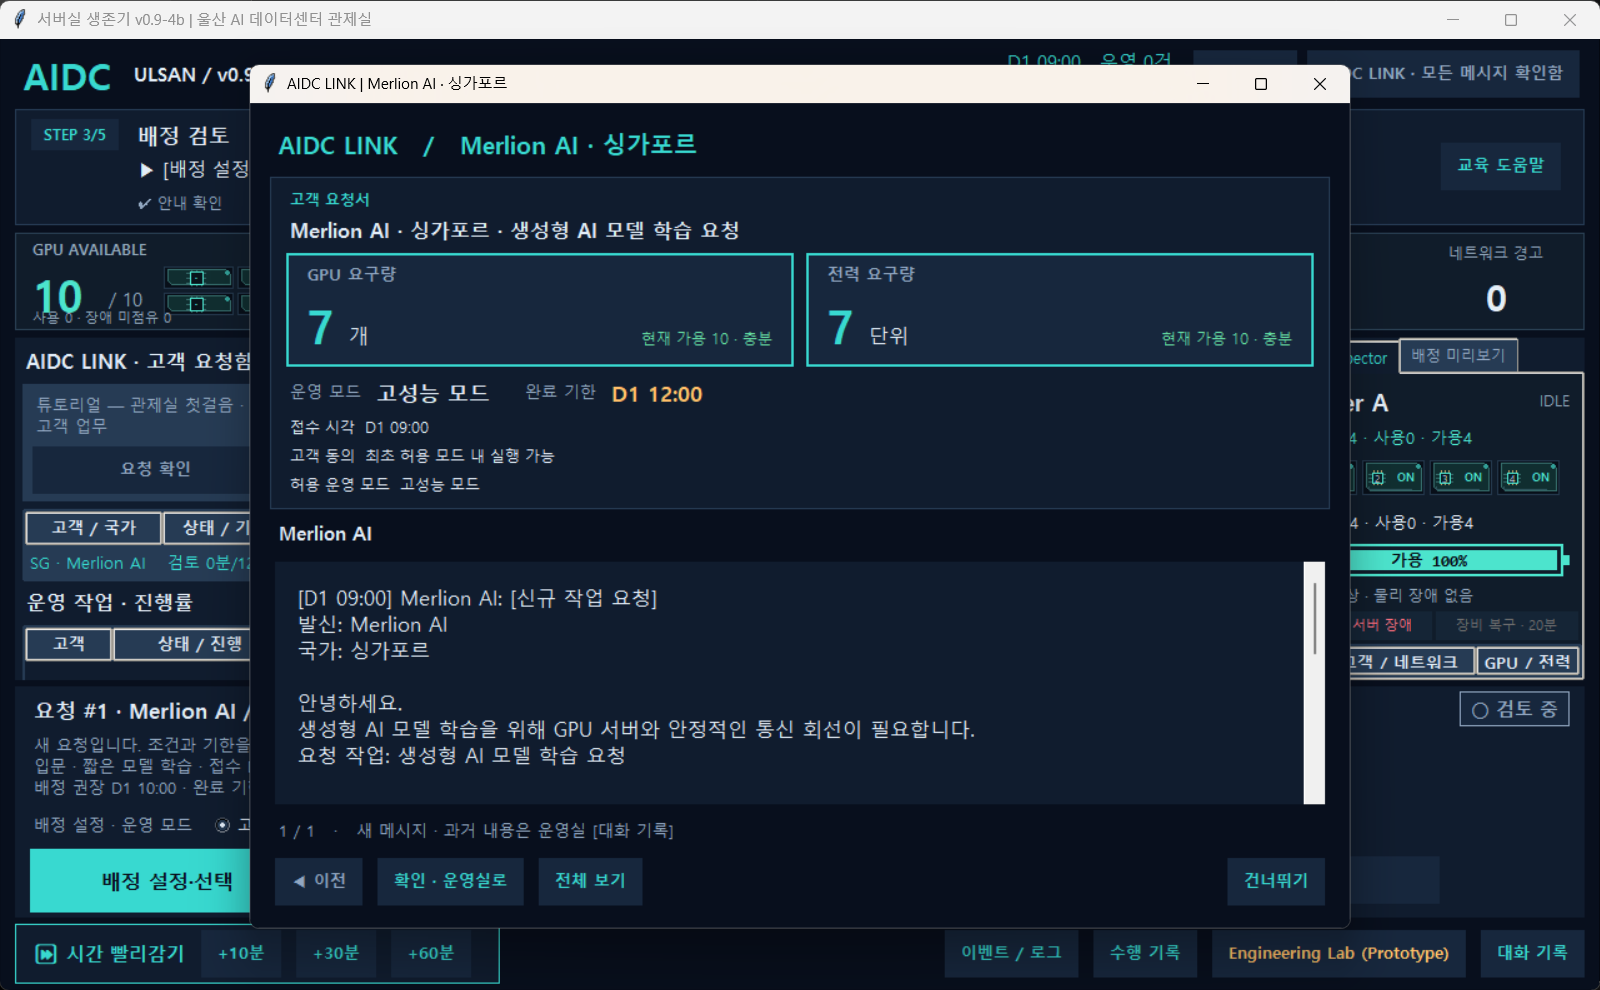 서버실 생존기 v0.9-4b | 울산 AI 데이터센터 관제실
AIDC ULSAN / v0.9
D1 09:00 운영 0건
LINK · 모든 메시지 확인함
STEP 3/5 배정 검토
▶ [배정 설정
✔ 안내 확인
교육 도움말
GPU AVAILABLE
10 / 10
사용 0 · 장애 미점유 0
네트워크 경고
0
AIDC LINK · 고객 요청함
튜토리얼 — 관제실 첫걸음 ·
고객 업무
요청 확인
고객 / 국가 상태 / 기
SG · Merlion AI 검토 0분/12
운영 작업 · 진행률
고객 상태 / 진행
요청 #1 · Merlion AI /
새 요청입니다. 조건과 기한을
입문 · 짧은 모델 학습 · 접수
배정 권장 D1 10:00 · 완료 기
배정 설정 · 운영 모드 고
배정 설정·선택
AIDC LINK | Merlion AI · 싱가포르
AIDC LINK / Merlion AI · 싱가포르
고객 요청서
Merlion AI · 싱가포르 · 생성형 AI 모델 학습 요청
GPU 요구량
7 개 현재 가용 10 · 충분
전력 요구량
7 단위 현재 가용 10 · 충분
운영 모드 고성능 모드 완료 기한 D1 12:00
접수 시각 D1 09:00
고객 동의 최초 허용 모드 내 실행 가능
허용 운영 모드 고성능 모드
Merlion AI
[D1 09:00] Merlion AI: [신규 작업 요청]
발신: Merlion AI
국가: 싱가포르
안녕하세요.
생성형 AI 모델 학습을 위해 GPU 서버와 안정적인 통신 회선이 필요합니다.
요청 작업: 생성형 AI 모델 학습 요청
1 / 1 · 새 메시지 · 과거 내용은 운영실 [대화 기록]
◀ 이전 확인 · 운영실로 전체 보기 건너뛰기
pector 배정 미리보기
er A IDLE
4 · 사용0 · 가용4
2 ON 3 ON 4 ON
4 · 사용0 · 가용4
가용 100%
상 · 물리 장애 없음
서버 장애 장비 복구 · 20분
고객 / 네트워크 GPU / 전력
검토 중
시간 빨리감기 +10분 +30분 +60분
이벤트 / 로그 수행 기록 Engineering Lab (Prototype) 대화 기록